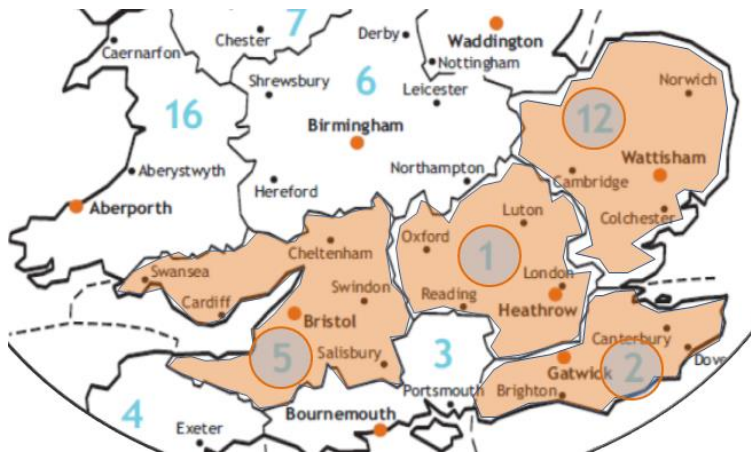 7
Chester
Derby
Waddington
Caernarfon
Nottingham
6
Shrewsbury
Leicester
Norwich
16
12
Birmingham
Aberystwyth
Northampton
Cambridge
Wattisham
Hereford
Aberporth
Colchester
Luton
Oxford
Cheltenham
1
Swansea
London
Swindon
Reading
Heathrow
Cardiff
Bristol
Canterbury
5
Salisbury
3
Dove
Gatwick
2
Portsmouth
Brighton
4
Bournemouth
Exeter